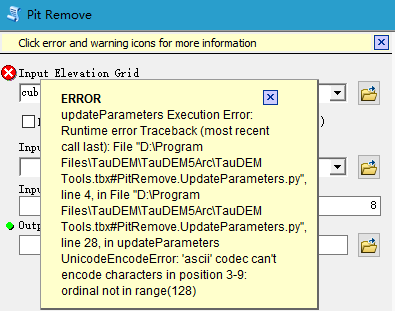 Pit Remove
Click error and warning icons for more information
Input Elevation Grid
cub
ERROR
updateParameters Execution Error:
Runtime error Traceback (most recent
call last): File "D:\Program
Files\TauDEM\TauDEM5Arc\TauDEM
Tools.tbx#PitRemove.UpdateParameters.py",
line 4, in File "D:\Program
Files\TauDEM\TauDEM5Arc\TauDEM
Tools.tbx#PitRemove.UpdateParameters.py",
line 28, in updateParameters
UnicodeEncodeError: 'ascii' codec can't
encode characters in position 3-9:
ordinal not in range(128)
)
Inpu
Inpu
8
Outp